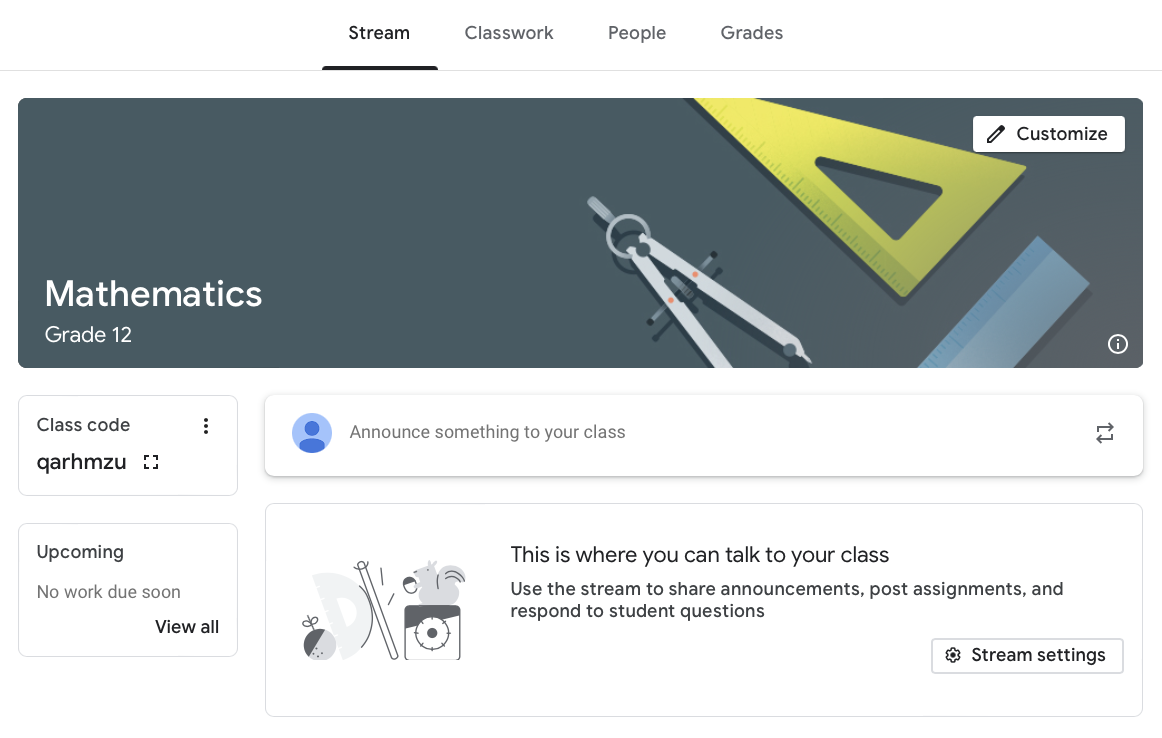 Stream
Classwork
People
Grades
Customize
Mathematics
Grade 12
Class code
qarhmzu
Announce something to your class
Upcoming
No work due soon
View all
This is where you can talk to your class
Use the stream to share announcements, post assignments, and
respond to student questions
Stream settings